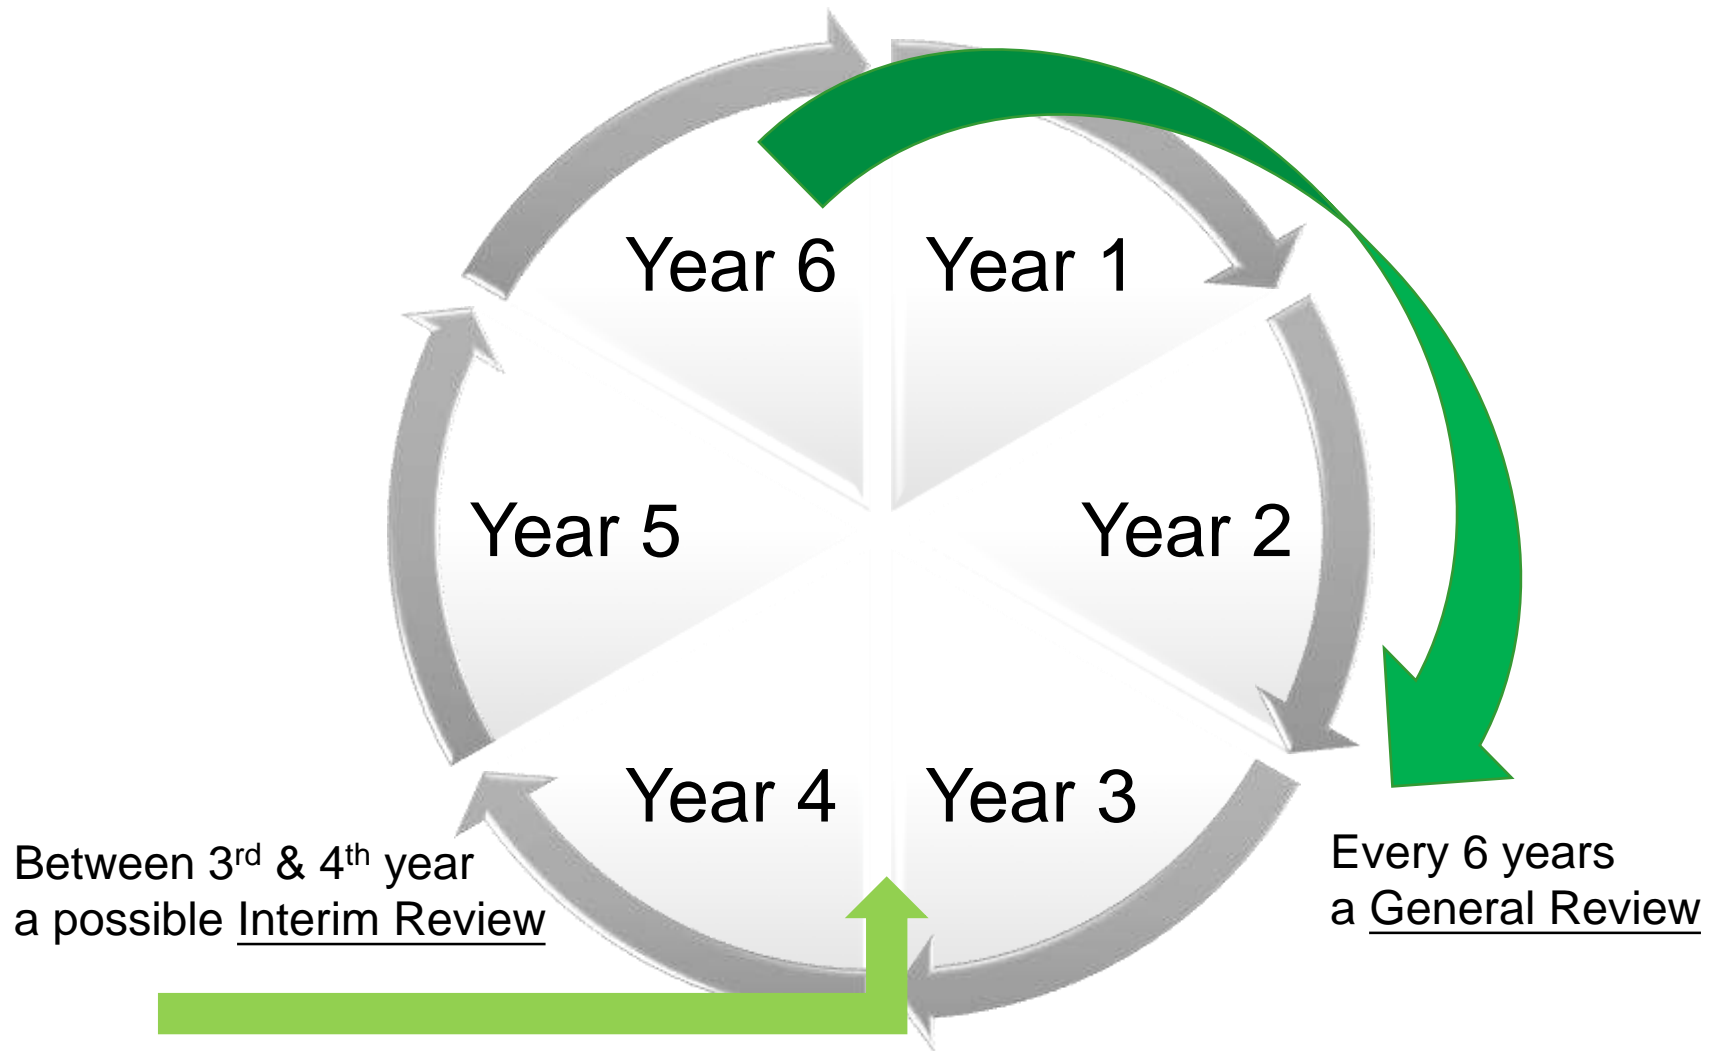 Year 6
Year 1
Year 5
Year 2
Year 4
Year 3
Between 3rd & 4th year
a possible Interim Review
Every 6 years
a General Review